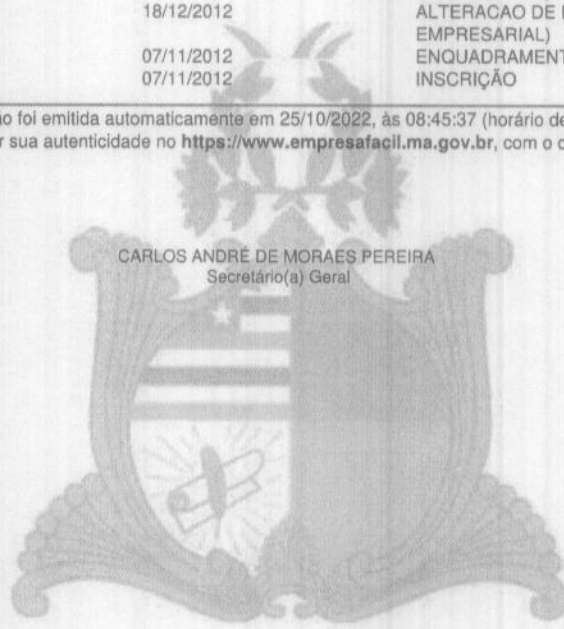 18/12/2012 ALTERACAO DE
EMPRESARIAL)
07/11/2012 ENQUADRAMENT
07/11/2012 INSCRIÇÃO
o foi emitida automaticamente em 25/10/2022, às 08:45:37 (horário de
r sua autenticidade no https://www.empresafacil.ma.gov.br, com o c
CARLOS ANDRÉ DE MORAES PEREIRA
Secretário(a) Geral